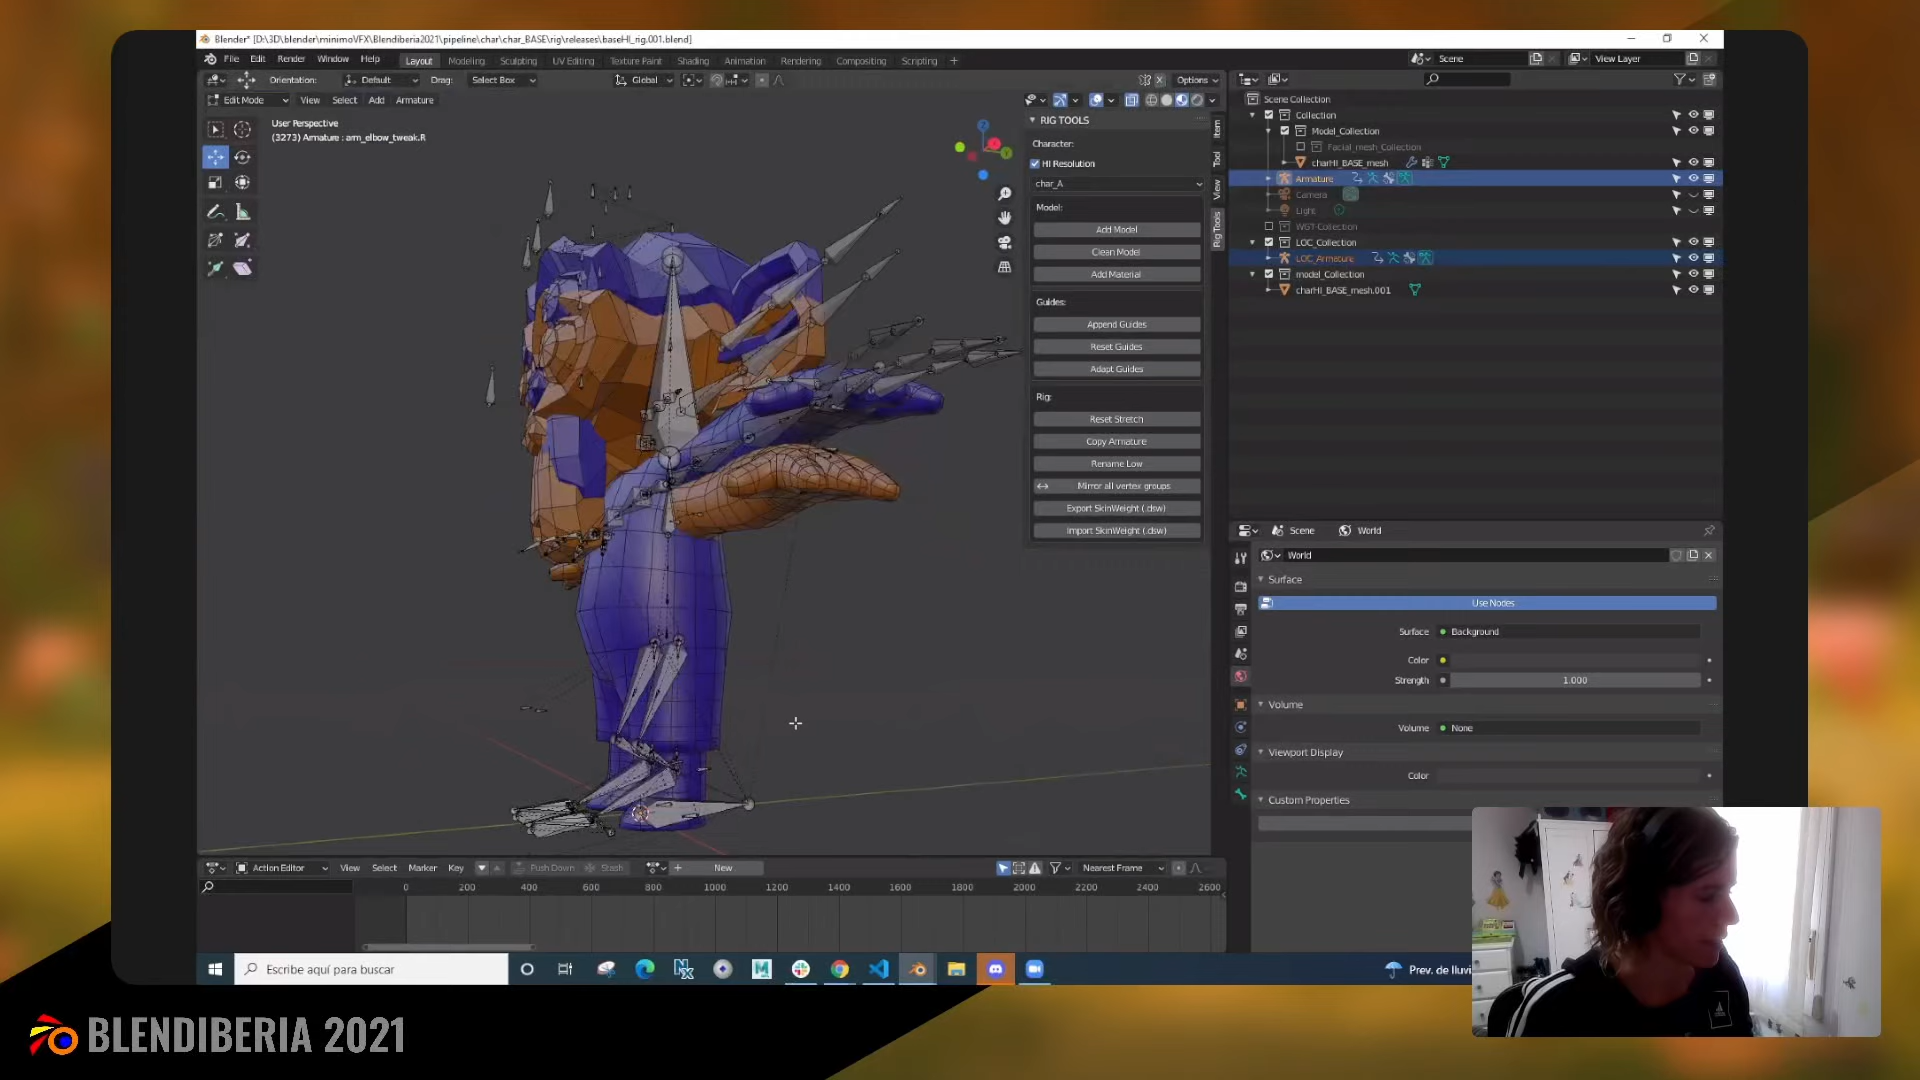 Blender* [D:\3D\blender\minimoVFX\Blendiberia2021\pipeline\char\char_BASE\rig\releases\baseHI_rig.001.blend]
File Edit Render Window Help Layout Modeling Sculpting UV Editing Texture Paint Shading Animation Rendering Compositing Scripting + Scene View Layer
Orientation: Default Drag: Select Box Global Options
Edit Mode View Select Add Armature
User Perspective
(3273) Armature : arm_elbow_tweak.R
RIG TOOLS
Character:
HI Resolution
char_A
Model:
Add Model
Clean Model
Add Material
Guides:
Append Guides
Reset Guides
Adapt Guides
Rig:
Reset Stretch
Copy Armature
Rename Low
Mirror all vertex groups
Export SkinWeight (.dsw)
Import SkinWeight (.dsw)
Item
Tool
View
Rig Tools
Scene Collection
Collection
Model_Collection
Facial_mesh_Collection
charHI_BASE_mesh
Armature
Camera
Light
WGT-Collection
LOC_Collection
LOC_Armature
model_Collection
charHI_BASE_mesh.001
Scene World
World
Surface
Use Nodes
Surface Background
Color
Strength 1.000
Volume
Volume None
Viewport Display
Color
Custom Properties
Action Editor View Select Marker Key Push Down Stash + New Nearest Frame
0 200 400 600 800 1000 1200 1400 1600 1800 2000 2200 2400 2600
Escribe aquí para buscar
Prev. de lluvi
BLENDIBERIA 2021